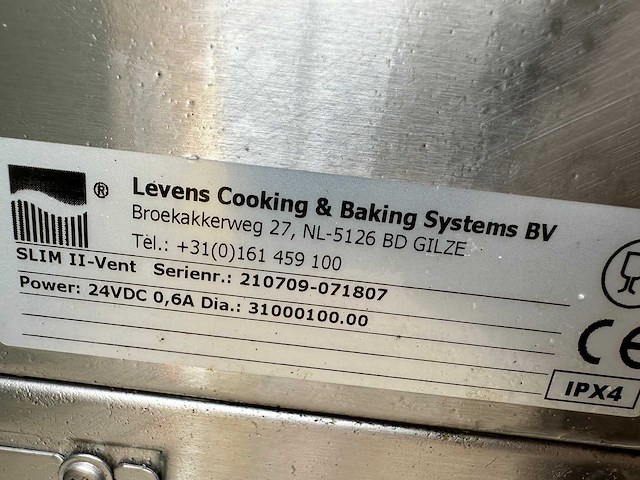 ®
Levens Cooking & Baking Systems BV
Broekakkerweg 27, NL-5126 BD GILZE
Tel.: +31(0)161 459 100
SLIM II-Vent Serienr.: 210709-071807
Power: 24VDC 0,6A Dia.: 31000100.00
CE
IPX4